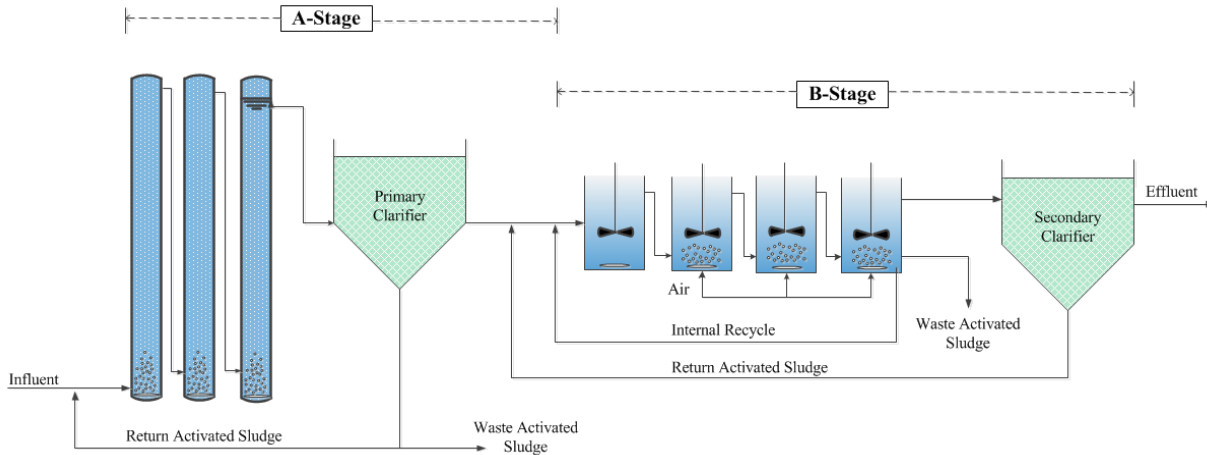 A-Stage
B-Stage
Primary
Clarifier
Secondary
Clarifier
Effluent
Air
Internal Recycle
Waste Activated
Sludge
Return Activated Sludge
Influent
Return Activated Sludge
Waste Activated
Sludge